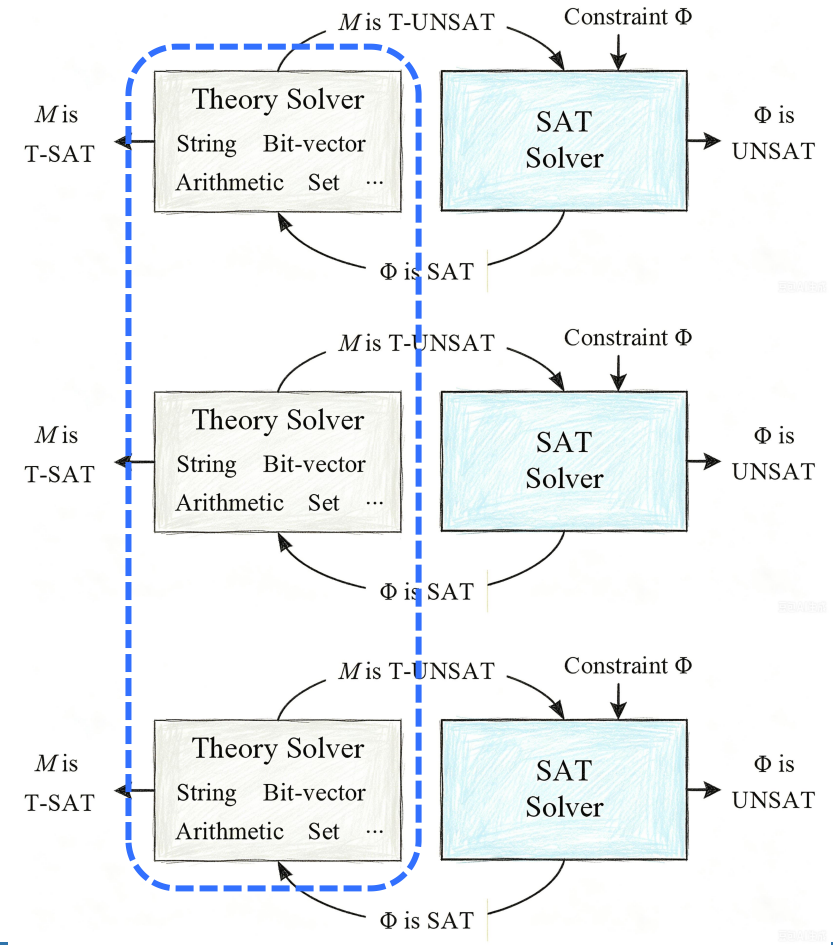 M is T-UNSAT
Constraint Φ
Theory Solver
String Bit-vector
Arithmetic Set ...
SAT
Solver
M is
T-SAT
Φ is
UNSAT
Φ is SAT
M is T-UNSAT
Constraint Φ
Theory Solver
String Bit-vector
Arithmetic Set ...
SAT
Solver
M is
T-SAT
Φ is
UNSAT
Φ is SAT
M is T-UNSAT
Constraint Φ
Theory Solver
String Bit-vector
Arithmetic Set ...
SAT
Solver
M is
T-SAT
Φ is
UNSAT
Φ is SAT